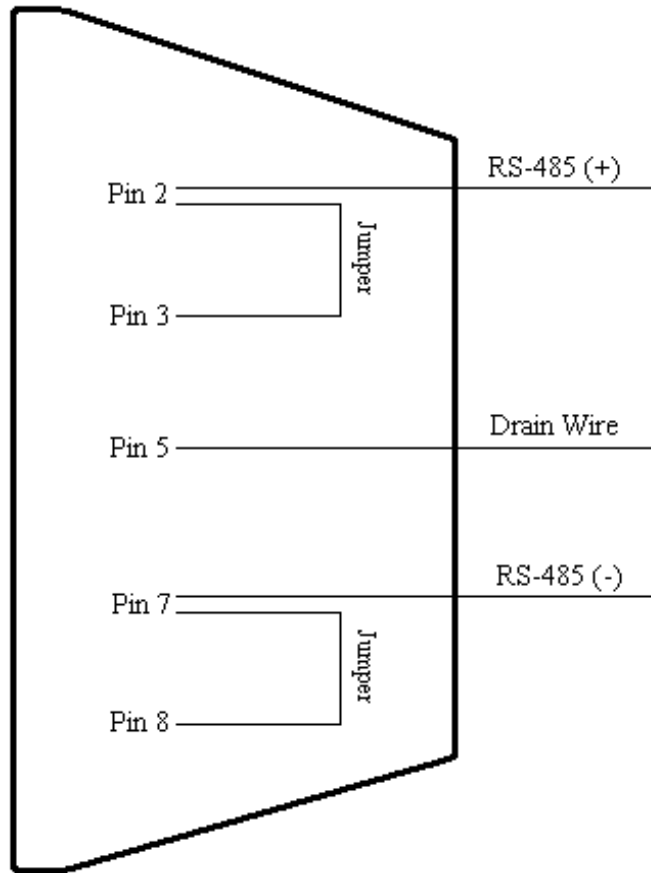 RS-485 (+)
Pin 2
Jumper
Pin 3
Drain Wire
Pin 5
RS-485 (-)
Pin 7
Jumper
Pin 8